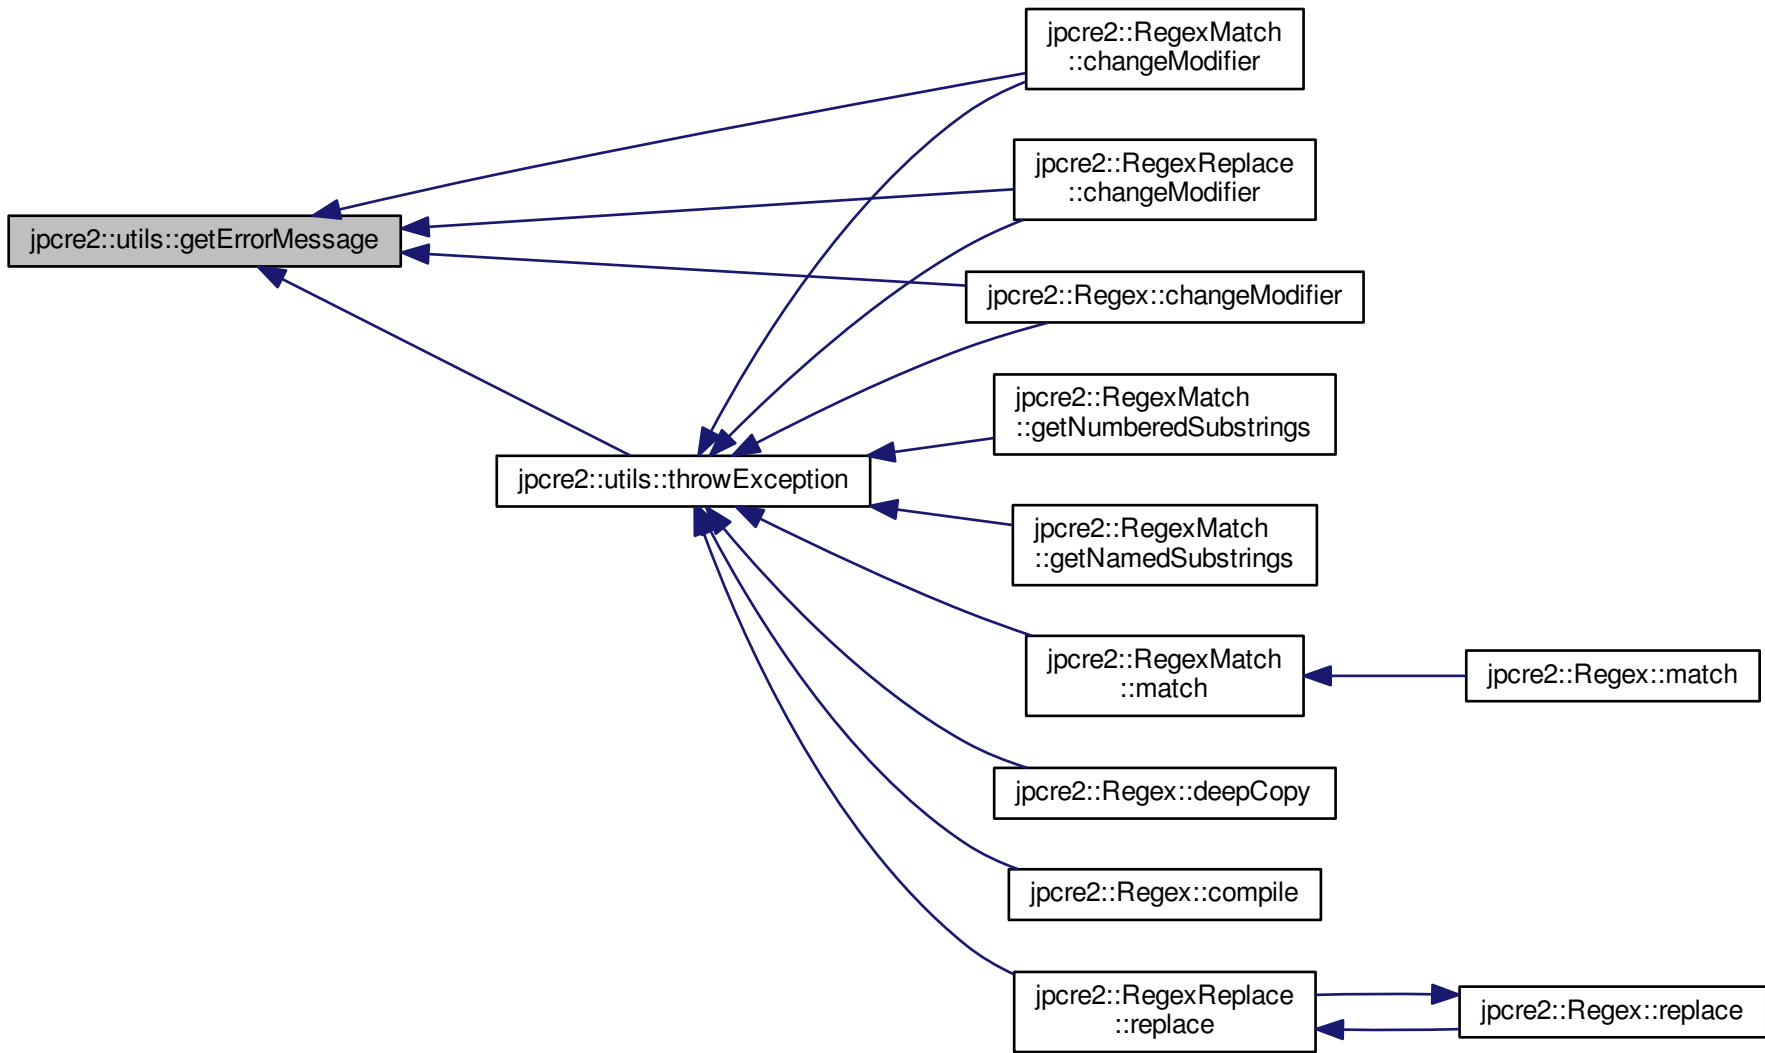 jpcre2::RegexMatch
::changeModifier
jpcre2::RegexReplace
::changeModifier
jpcre2::utils::getErrorMessage
jpcre2::Regex::changeModifier
jpcre2::RegexMatch
::getNumberedSubstrings
jpcre2::utils::throwException
jpcre2::RegexMatch
::getNamedSubstrings
jpcre2::RegexMatch
::match
jpcre2::Regex::match
jpcre2::Regex::deepCopy
jpcre2::Regex::compile
jpcre2::RegexReplace
::replace
jpcre2::Regex::replace